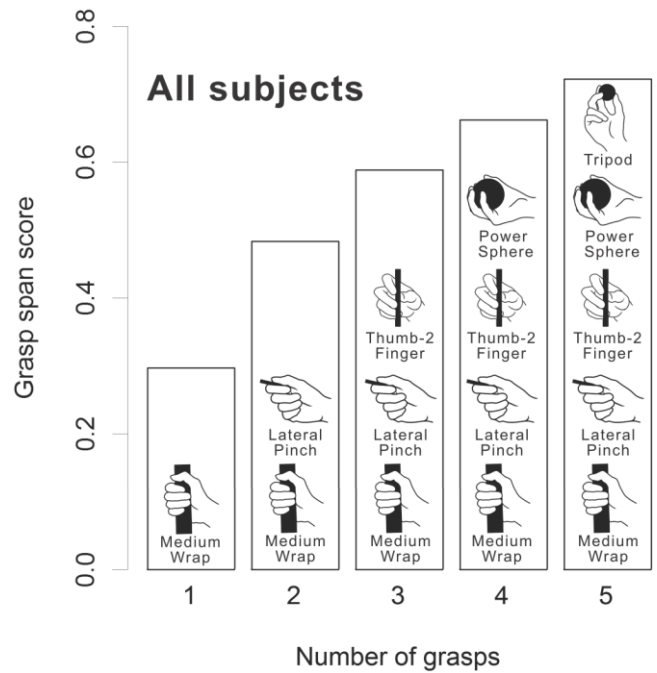 All subjects
Grasp span score
0.8
0.6
0.4
0.2
0.0
Medium
Wrap
Lateral
Pinch
Medium
Wrap
Thumb-2
Finger
Lateral
Pinch
Medium
Wrap
Power
Sphere
Thumb-2
Finger
Lateral
Pinch
Medium
Wrap
Tripod
Power
Sphere
Thumb-2
Finger
Lateral
Pinch
Medium
Wrap
1 2 3 4 5
Number of grasps